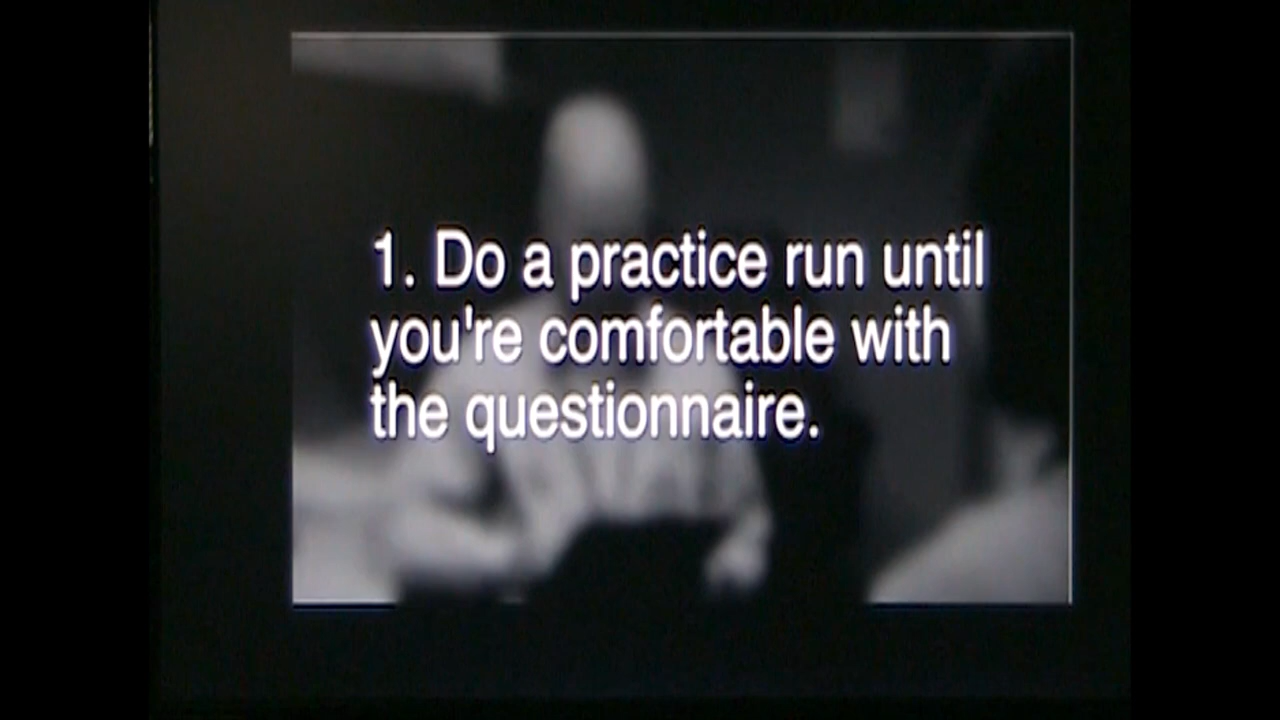 1. Do a practice run until
you're comfortable with
the questionnaire.